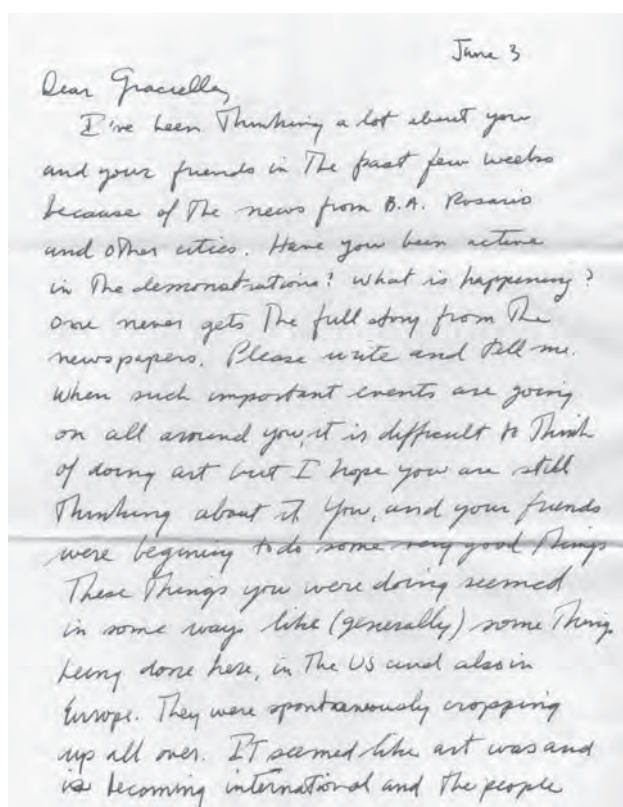 June 3
Dear Graciella,
I've been Thinking a lot about you
and your friends in The past few weeks
because of The news from B.A. Rosario
and other cities. Have you been active
in The demonstrations? What is happening?
One never gets The full story from The
newspapers. Please write and tell me.
When such important events are going
on all around you, it is difficult to Think
of doing art but I hope you are still
Thinking about it. You, and your friends
were begining to do some very good Things
These Things you were doing seemed
in some ways like (generally) some Things
being done here, in The US and also in
Europe. They were spontaneously cropping
up all over. IT seemed like art was and
is becoming international and The people